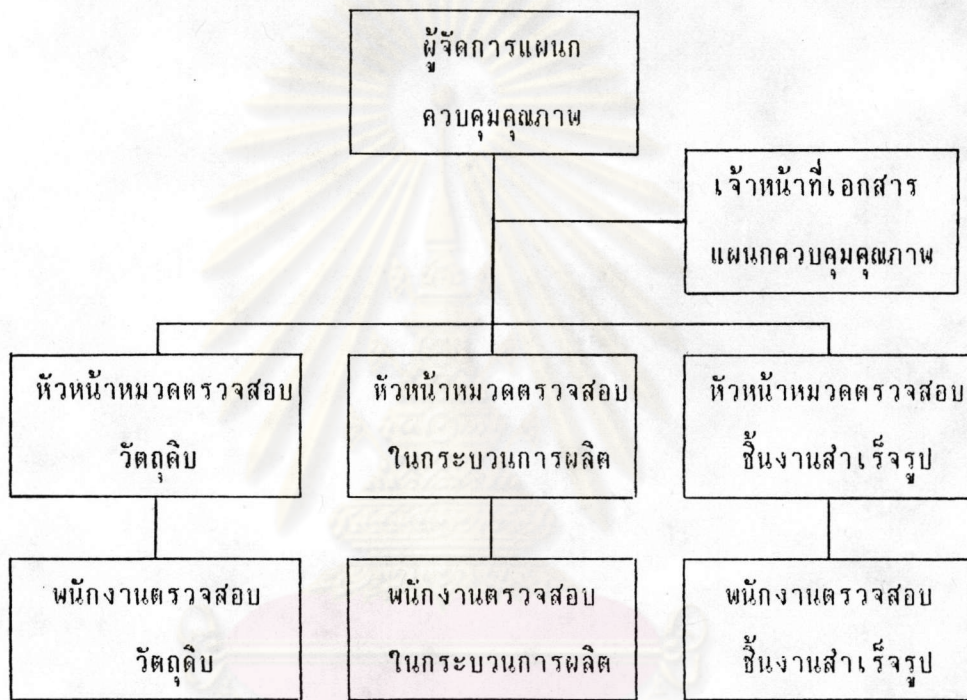 ผู้จัดการแผนก
ควบคุมคุณภาพ
เจ้าหน้าที่เอกสาร
แผนกควบคุมคุณภาพ
หัวหน้าหมวดตรวจสอบ
วัตถุดิบ
หัวหน้าหมวดตรวจสอบ
ในกระบวนการผลิต
หัวหน้าหมวดตรวจสอบ
ชิ้นงานสำเร็จรูป
พนักงานตรวจสอบ
วัตถุดิบ
พนักงานตรวจสอบ
ในกระบวนการผลิต
พนักงานตรวจสอบ
ชิ้นงานสำเร็จรูป